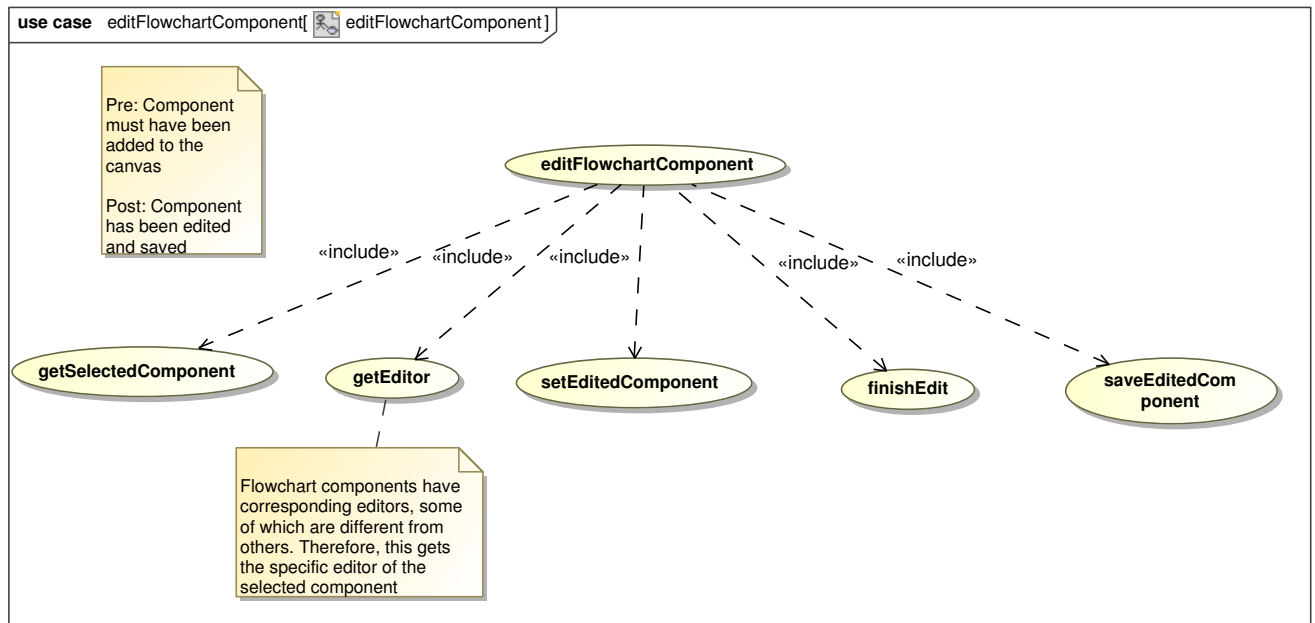 use case editFlowchartComponent[ editFlowchartComponent ]
Pre: Component
must have been
added to the
canvas
Post: Component
has been edited
and saved
editFlowchartComponent
«include»
«include»
«include»
«include»
«include»
getSelectedComponent
getEditor
setEditedComponent
finishEdit
saveEditedCom
ponent
Flowchart components have
corresponding editors, some
of which are different from
others. Therefore, this gets
the specific editor of the
selected component